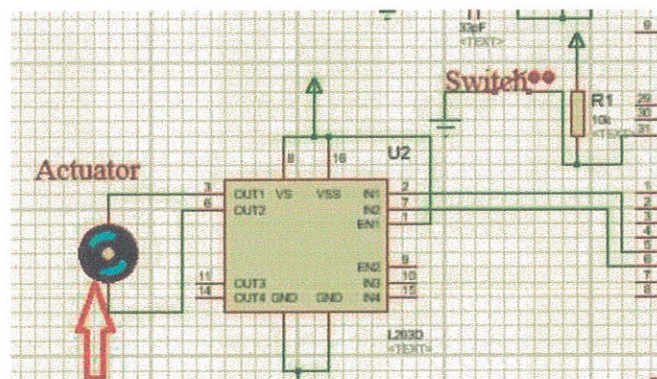 33pF
<TEXT>
9
Switch
R1
10k
<TEXT>
29
30
31
U2
8
16
Actuator
3
6
OUT1
OUT2
VS
VSS
IN1
IN2
EN1
2
7
1
1
2
3
4
5
6
7
8
11
14
OUT3
OUT4
GND
GND
EN2
IN3
IN4
9
10
15
L293D
<TEXT>